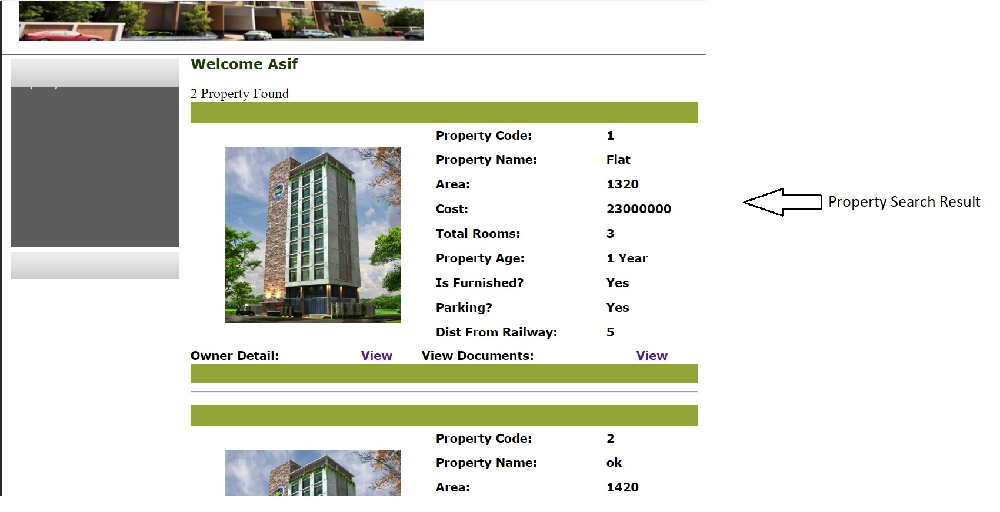 Welcome Asif
2 Property Found
Property Code: 1
Property Name: Flat
Area: 1320
Cost: 23000000
Total Rooms: 3
Property Age: 1 Year
Is Furnished? Yes
Parking? Yes
Dist From Railway: 5
Owner Detail: View View Documents: View
Property Code: 2
Property Name: ok
Area: 1420
Property Search Result